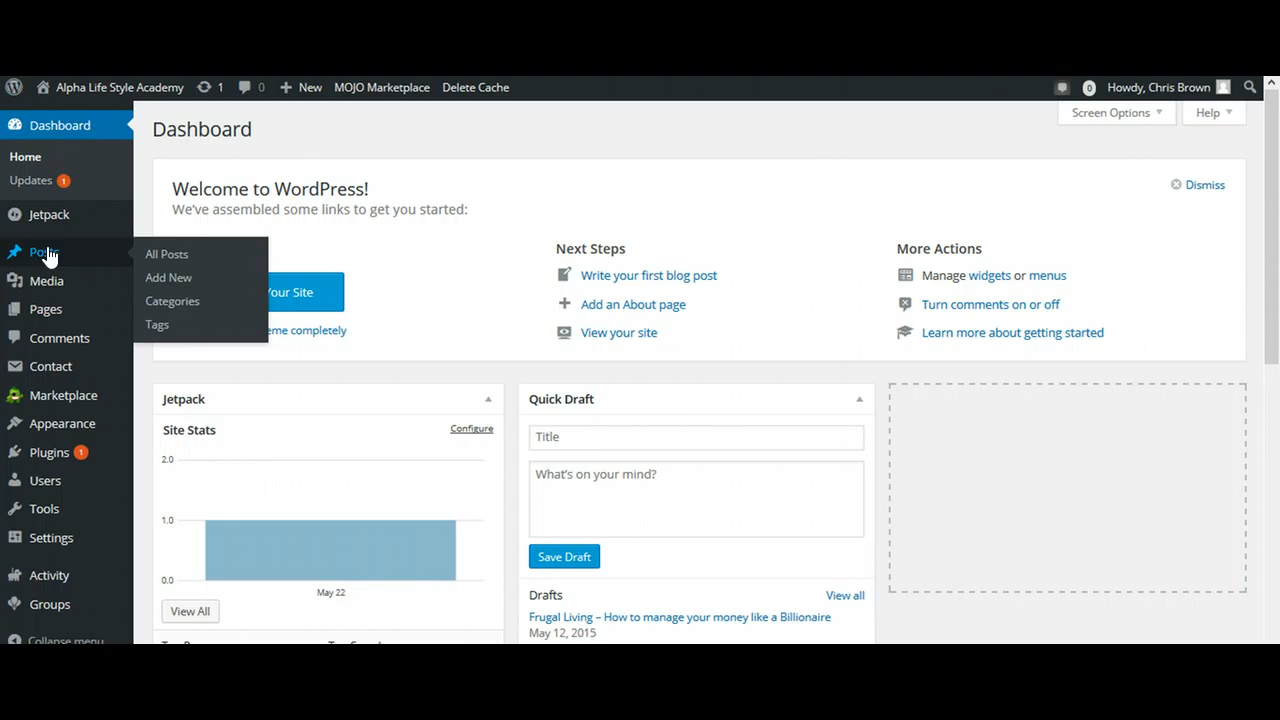 Alpha Life Style Academy 1 0 New MOJO Marketplace Delete Cache 0 Howdy, Chris Brown
Dashboard
Home
Updates 1
Jetpack
Posts
Media
Pages
Comments
Contact
Marketplace
Appearance
Plugins 1
Users
Tools
Settings
Activity
Groups
Collapse menu
All Posts
Add New
Categories
Tags
Screen Options Help
Dashboard
Welcome to WordPress!
We've assembled some links to get you started:
Dismiss
Your Site
Next Steps
Write your first blog post
Add an About page
View your site
More Actions
Manage widgets or menus
Turn comments on or off
Learn more about getting started
Jetpack
Site Stats Configure
2.0
1.0
0.0
May 22
View All
Quick Draft
Title
What's on your mind?
Save Draft
Drafts View all
Frugal Living – How to manage your money like a Billionaire
May 12, 2015